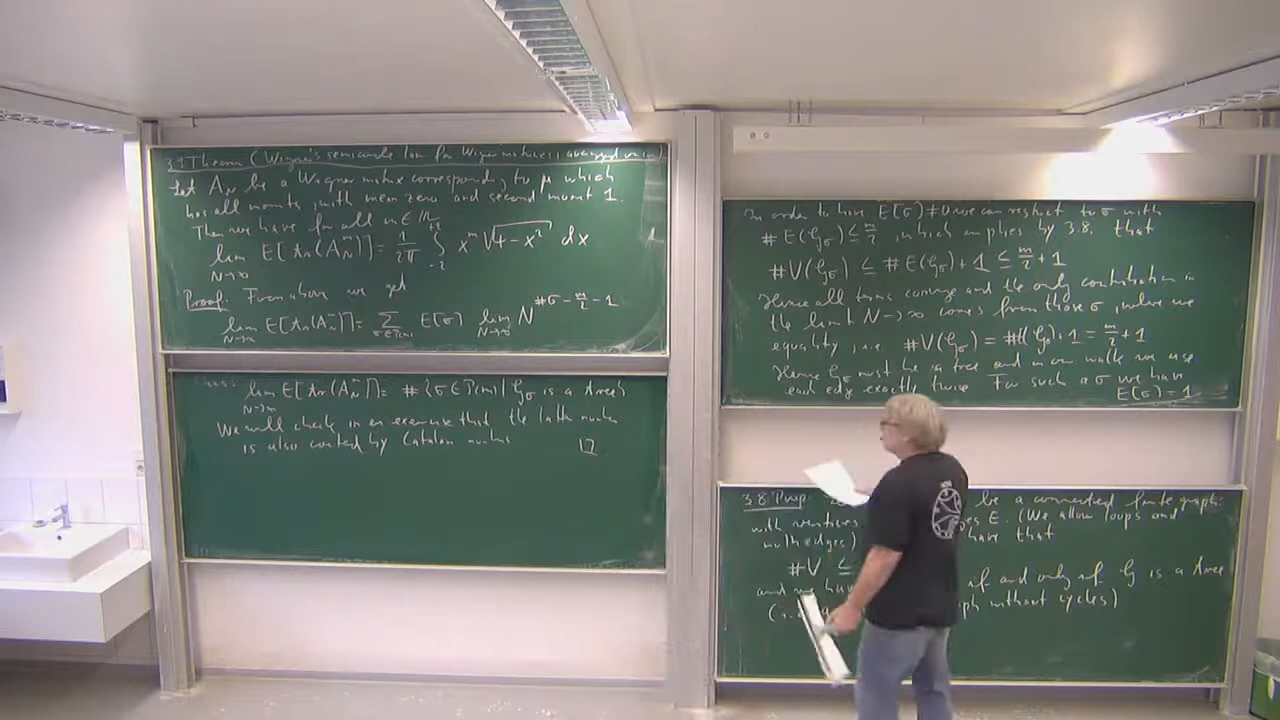 3.9 Theorem (Wigner's semicircle law for Wigner matrices; averaged version)
Let A_N be a Wigner matrix corresponding to μ which
has all moments, with mean zero and second moment 1.
Then we have for all m ∈ ℕ
lim_{N→∞} E[tr(A_N^m)] = 1/2π ∫_{-2}^{+2} x^m √(4-x²) dx
Proof: From above we get
lim_{N→∞} E[tr(A_N^m)] = Σ_{σ∈P(m)} E(σ) lim_{N→∞} N^{#σ - m/2 - 1}
lim_{N→∞} E[tr(A_N^m)] = #{σ ∈ P(m) | G_σ is a tree}
We will check in an exercise that the latter number
is also counted by Catalan numbers □
In order to have E(σ) ≠ 0 we can restrict to σ with
#E(G_σ) ≤ m/2, which implies by 3.8. that
#V(G_σ) ≤ #E(G_σ)+1 ≤ m/2+1
Hence all terms converge and the only contribution in
the limit N→∞ comes from those σ, where we
equality, i.e. #V(G_σ) = #E(G_σ)+1 = m/2+1
Hence G_σ must be a tree and in our walk we use
each edge exactly twice. For such a σ we have
E(σ) = 1
3.8 Prop: be a connected finite graph
with vertices E. (We allow loops and
multi edges) have that
#V ≤
and we have if and only if G is a tree
without cycles)